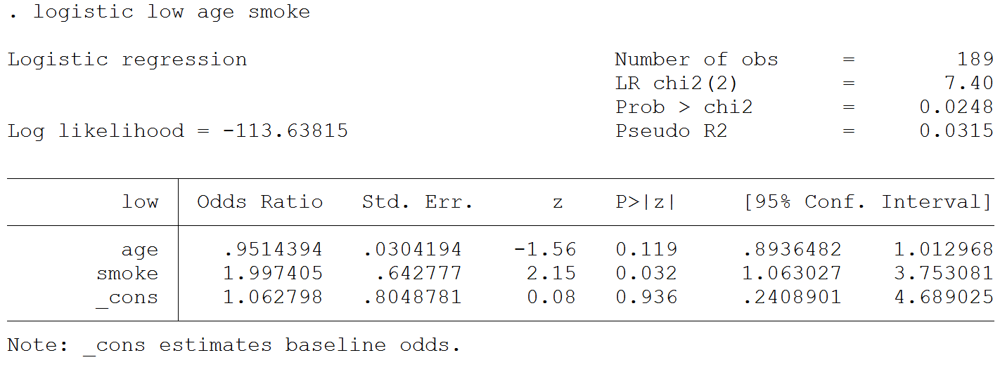 . logistic low age smoke
Logistic regression Number of obs = 189
LR chi2(2) = 7.40
Prob > chi2 = 0.0248
Log likelihood = -113.63815 Pseudo R2 = 0.0315
low Odds Ratio Std. Err. z P>|z| [95% Conf. Interval]
age .9514394 .0304194 -1.56 0.119 .8936482 1.012968
smoke 1.997405 .642777 2.15 0.032 1.063027 3.753081
_cons 1.062798 .8048781 0.08 0.936 .2408901 4.689025
Note: _cons estimates baseline odds.